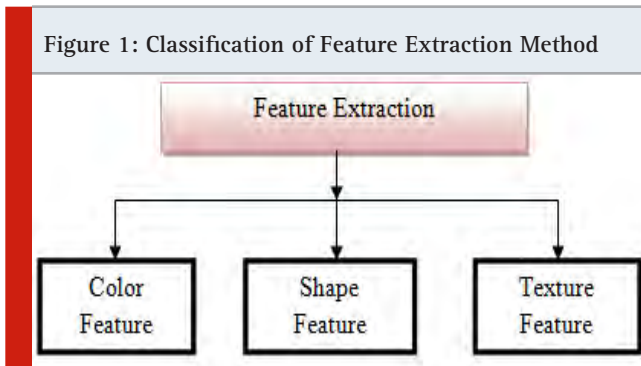 Figure 1: Classification of Feature Extraction Method
Feature Extraction
Color
Feature
Shape
Feature
Texture
Feature